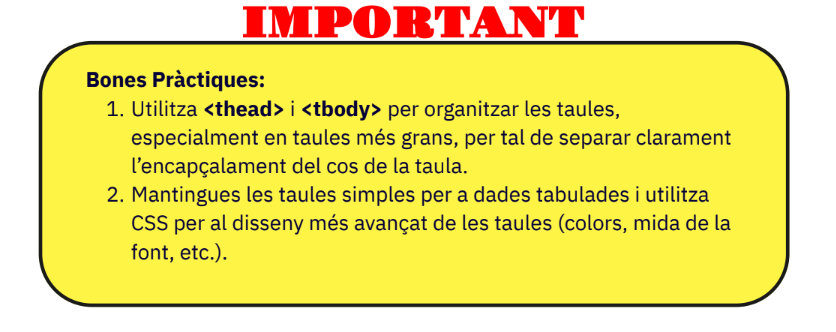 IMPORTANT
Bones Pràctiques:
1. Utilitza <thead> i <tbody> per organitzar les taules,
especialment en taules més grans, per tal de separar clarament
l’encapçalament del cos de la taula.
2. Mantingues les taules simples per a dades tabulades i utilitza
CSS per al disseny més avançat de les taules (colors, mida de la
font, etc.).